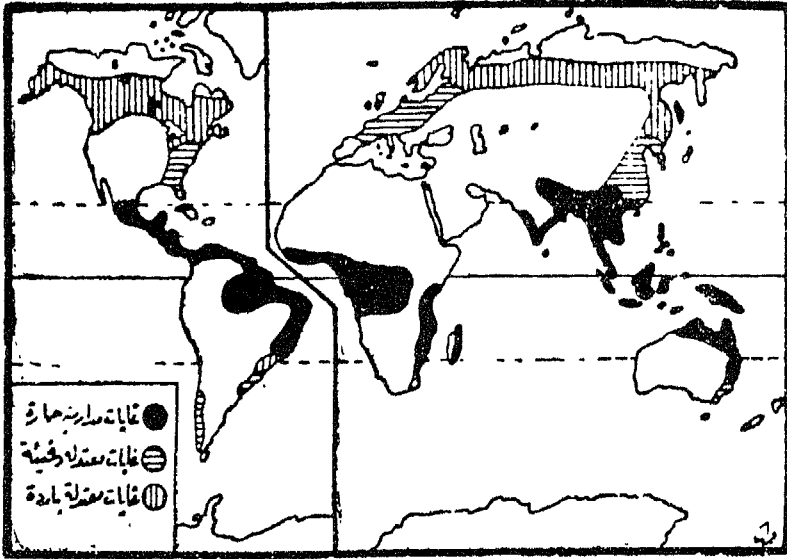 غابات مدارية حارة
غابات معتدلة دفيئة
غابات معتدلة باردة